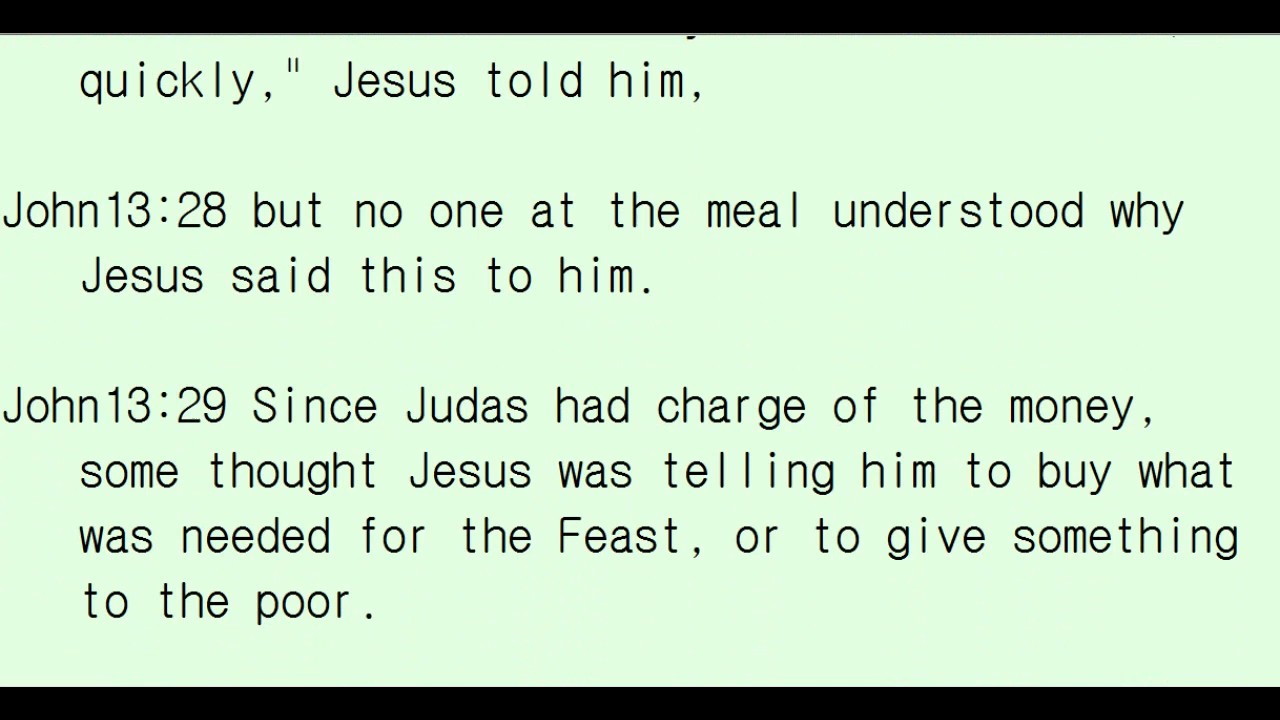 quickly," Jesus told him,
John13:28 but no one at the meal understood why
Jesus said this to him.
John13:29 Since Judas had charge of the money,
some thought Jesus was telling him to buy what
was needed for the Feast, or to give something
to the poor.